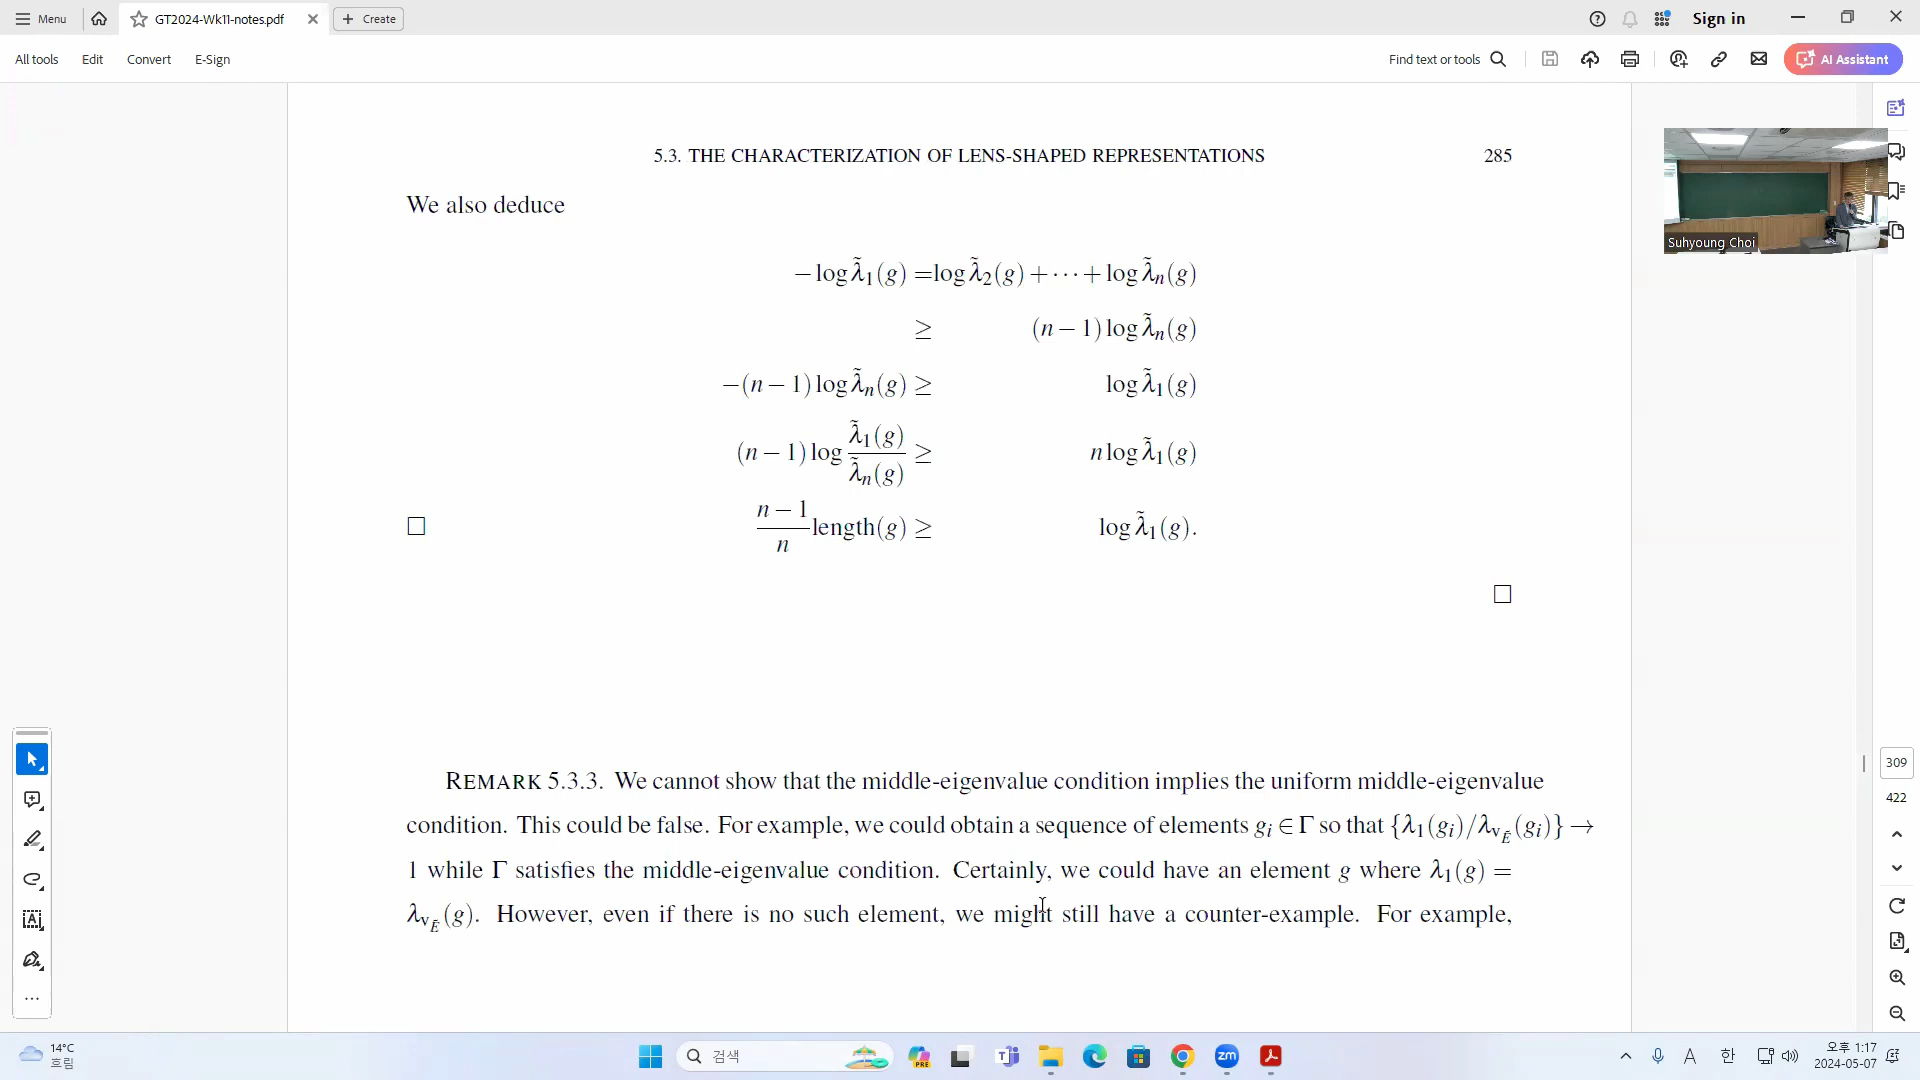 Menu
GT2024-Wk11-notes.pdf
Create
Sign in
All tools
Edit
Convert
E-Sign
Find text or tools
AI Assistant
5.3. THE CHARACTERIZATION OF LENS-SHAPED REPRESENTATIONS 285
We also deduce
−log λ̃₁(g) = log λ̃₂(g) + ⋯ + log λ̃ₙ(g)
≥ (n − 1) log λ̃ₙ(g)
−(n − 1) log λ̃ₙ(g) ≥ log λ̃₁(g)
(n − 1) log λ̃₁(g)/λ̃ₙ(g) ≥ n log λ̃₁(g)
□ (n − 1)/n length(g) ≥ log λ̃₁(g).
□
Suhyoung Choi
REMARK 5.3.3. We cannot show that the middle-eigenvalue condition implies the uniform middle-eigenvalue
condition. This could be false. For example, we could obtain a sequence of elements gᵢ ∈ Γ so that {λ₁(gᵢ)/λ_{v_Ẽ}(gᵢ)} →
1 while Γ satisfies the middle-eigenvalue condition. Certainly, we could have an element g where λ₁(g) =
λ_{v_Ẽ}(g). However, even if there is no such element, we might still have a counter-example. For example,
309
422
14°C
흐림
검색
PRE
zm
A
한
오후 1:17
2024-05-07